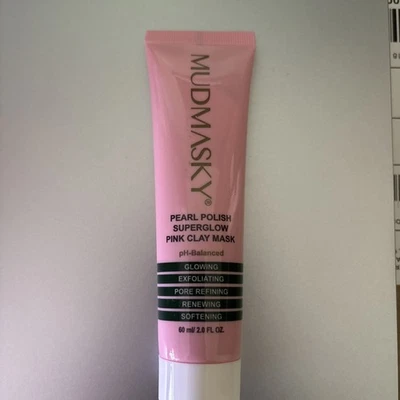 MUDMASKY®
PEARL POLISH
SUPERGLOW
PINK CLAY MASK
pH-Balanced
GLOWING
EXFOLIATING
PORE REFINING
RENEWING
SOFTENING
60 ml/ 2.0 FL OZ.